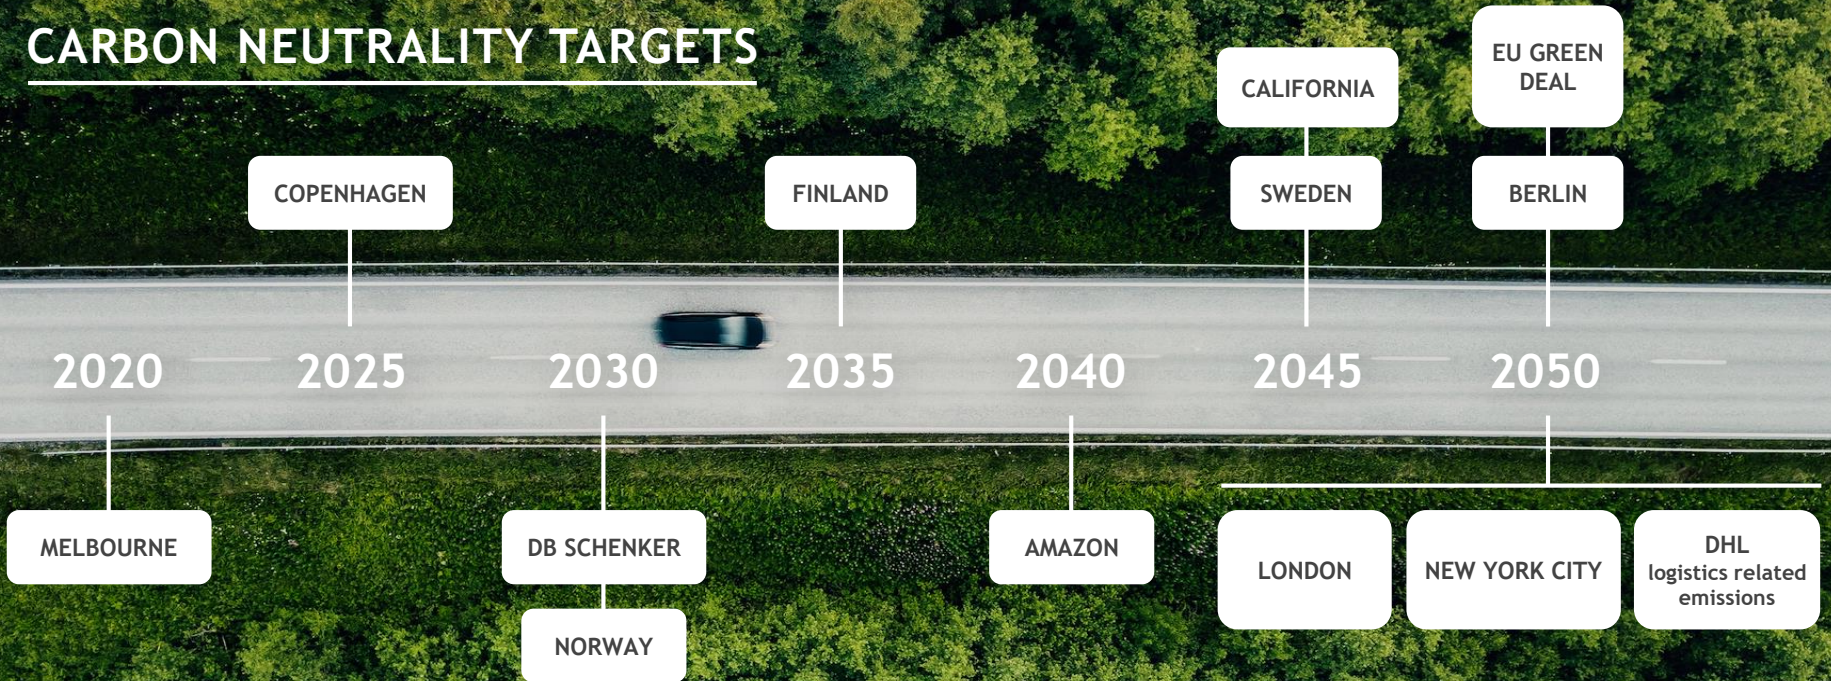 CARBON NEUTRALITY TARGETS
EU GREEN
DEAL
CALIFORNIA
COPENHAGEN
FINLAND
SWEDEN
BERLIN
2020
2025
2030
2035
2040
2045
2050
MELBOURNE
DB SCHENKER
AMAZON
LONDON
NEW YORK CITY
DHL
logistics related
emissions
NORWAY